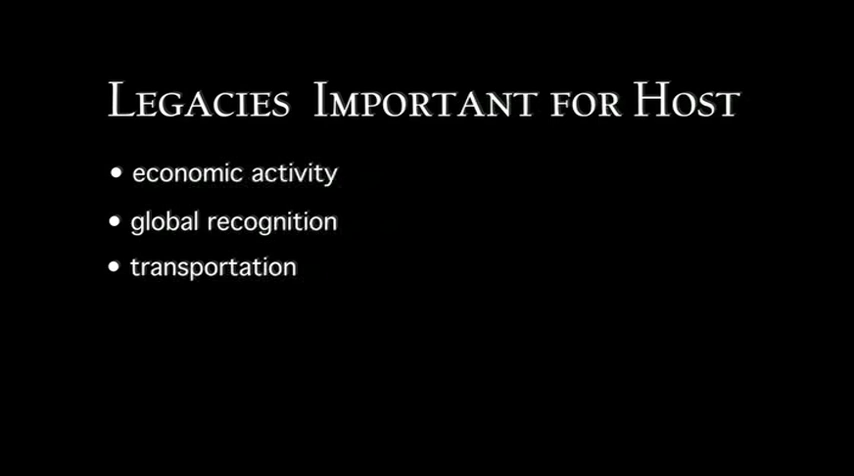 Legacies Important for Host
• economic activity
• global recognition
• transportation